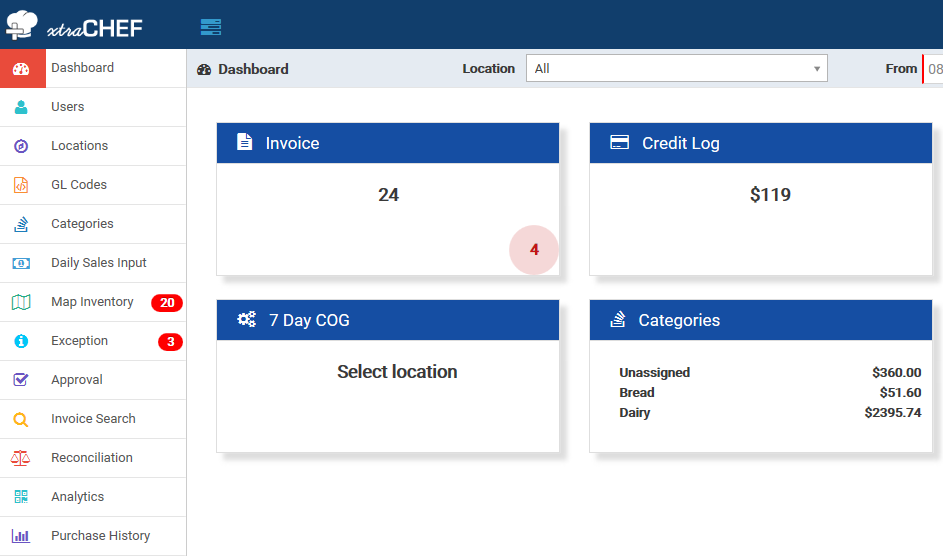 xtraCHEF
Dashboard
Users
Locations
GL Codes
Categories
Daily Sales Input
Map Inventory 20
Exception 3
Approval
Invoice Search
Reconciliation
Analytics
Purchase History
Dashboard Location All From 08
Invoice
24
4
Credit Log
$119
7 Day COG
Select location
Categories
Unassigned $360.00
Bread $51.60
Dairy $2395.74